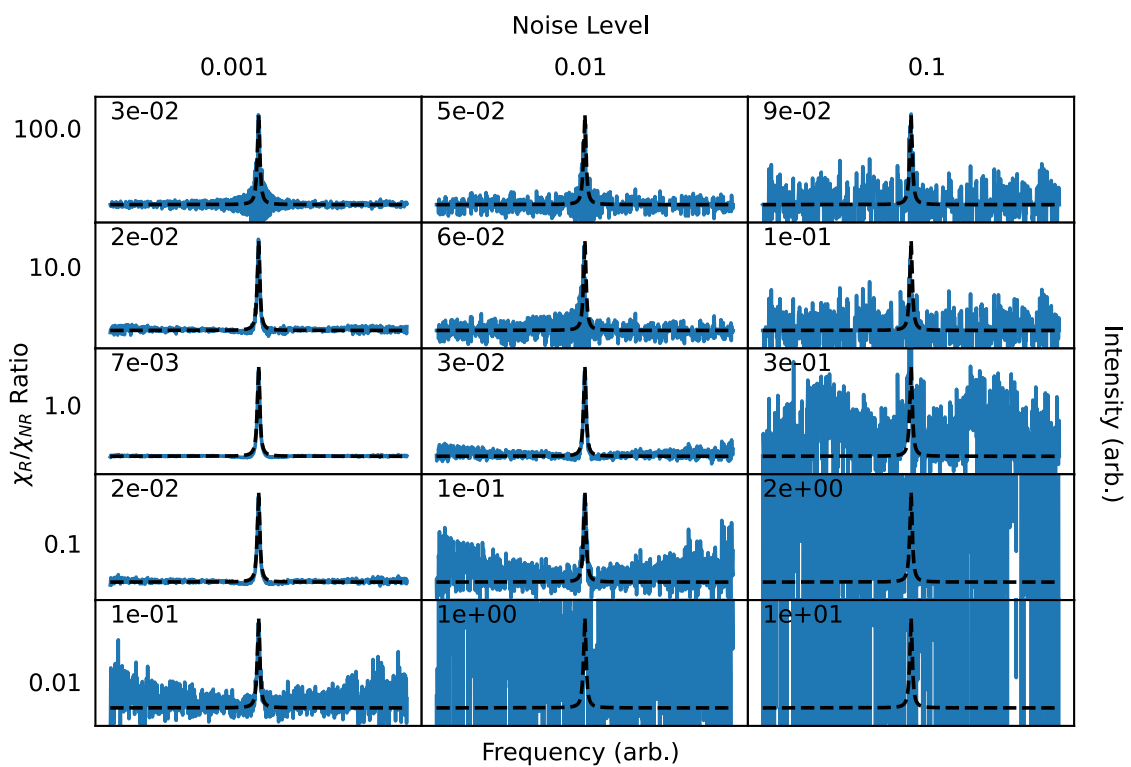 Noise Level
0.001 0.01 0.1
100.0 3e-02 5e-02 9e-02
10.0 2e-02 6e-02 1e-01
1.0 7e-03 3e-02 3e-01
0.1 2e-02 1e-01 2e+00
0.01 1e-01 1e+00 1e+01
χR/χNR Ratio
Intensity (arb.)
Frequency (arb.)